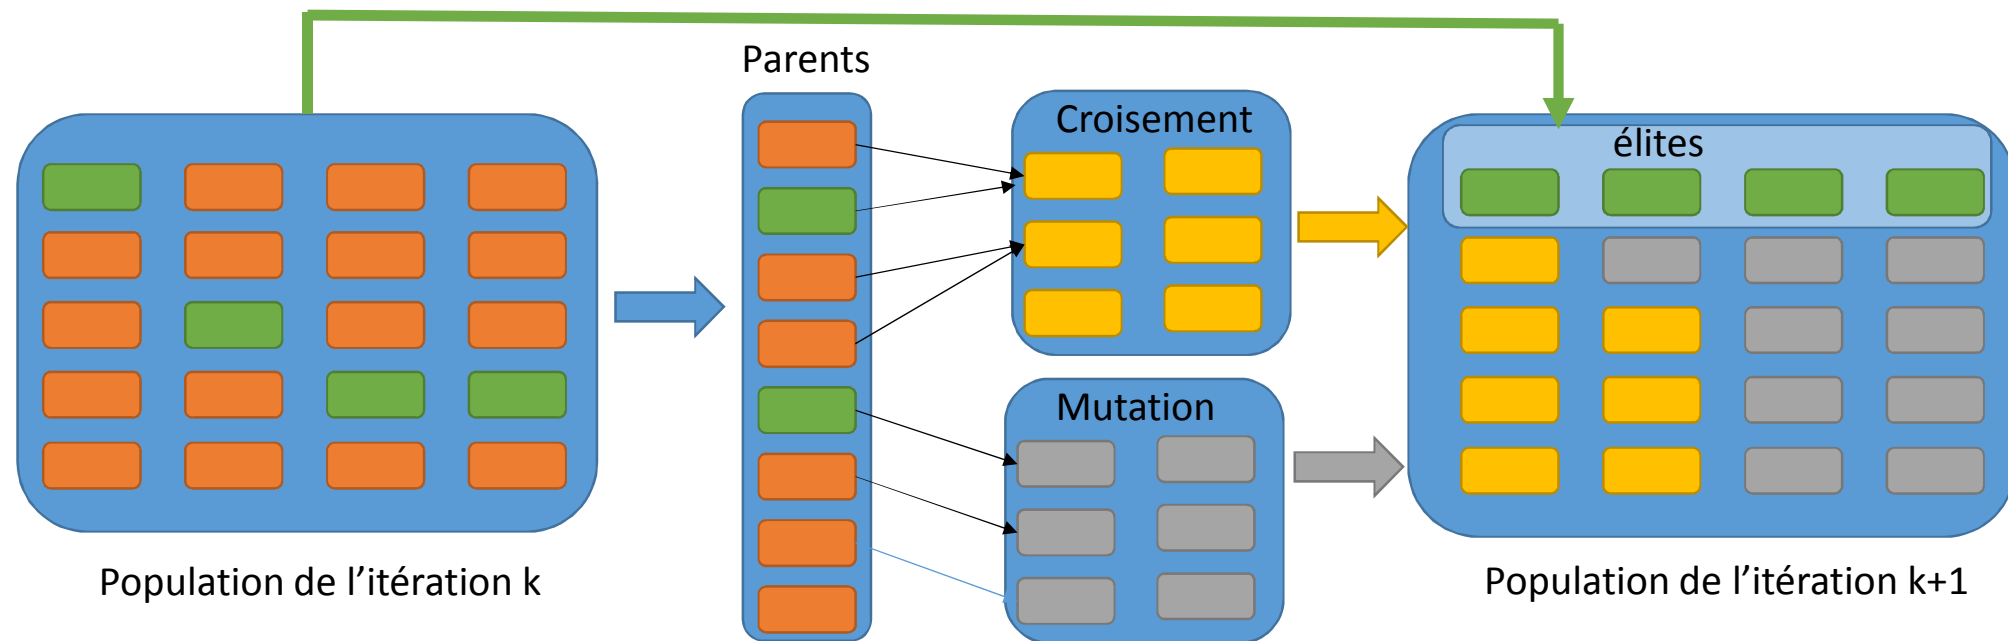 Parents
Croisement
élites
Mutation
Population de l’itération k
Population de l’itération k+1